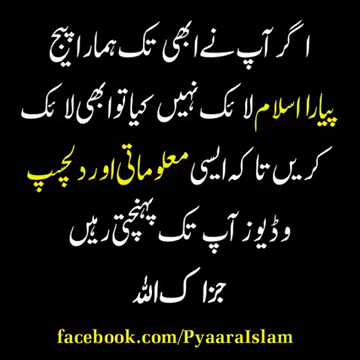 اگر آپ نے ابھی تک ہمارا پیج
پیارا اسلام لائک نہیں کیا تو ابھی لائک
کریں تا کہ ایسی معلوماتی اور دلچسپ
وڈیوز آپ تک پہنچتی رہیں
جزاک اللہ
facebook.com/PyaaraIslam